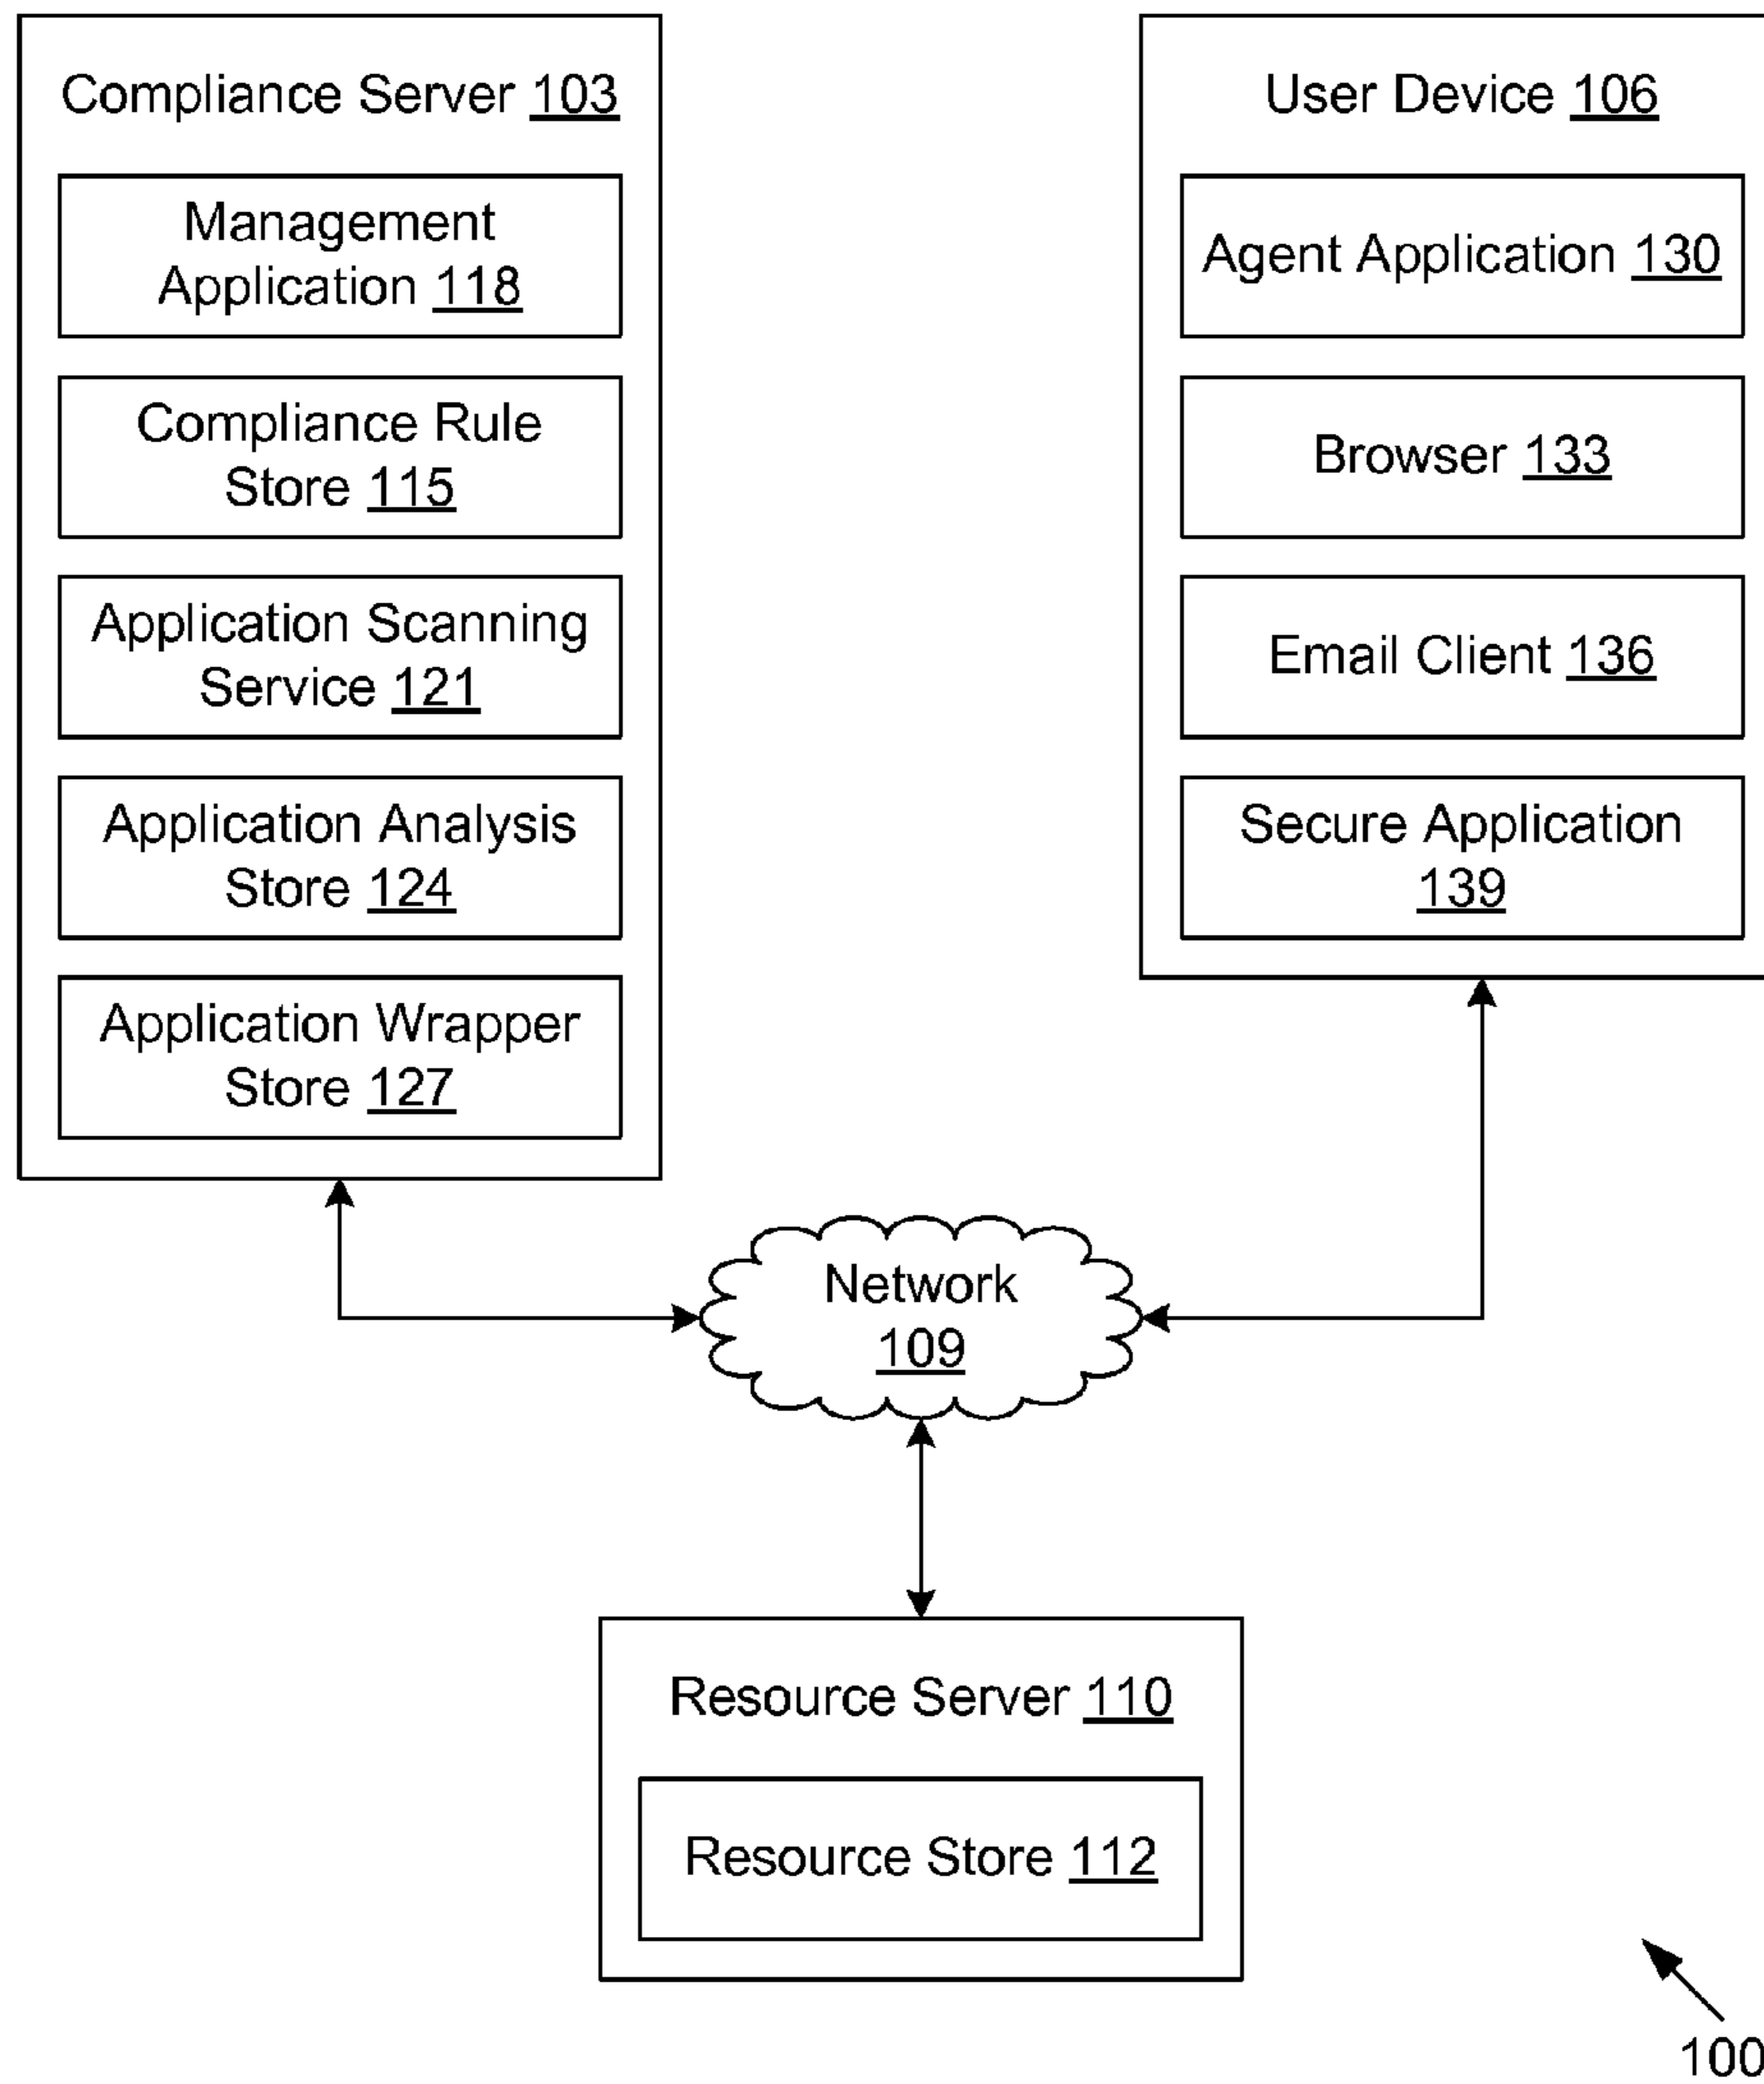 Compliance Server 103
Management
Application 118
Compliance Rule
Store 115
Application Scanning
Service 121
Application Analysis
Store 124
Application Wrapper
Store 127
User Device 106
Agent Application 130
Browser 133
Email Client 136
Secure Application
139
Network
109
Resource Server 110
Resource Store 112
100